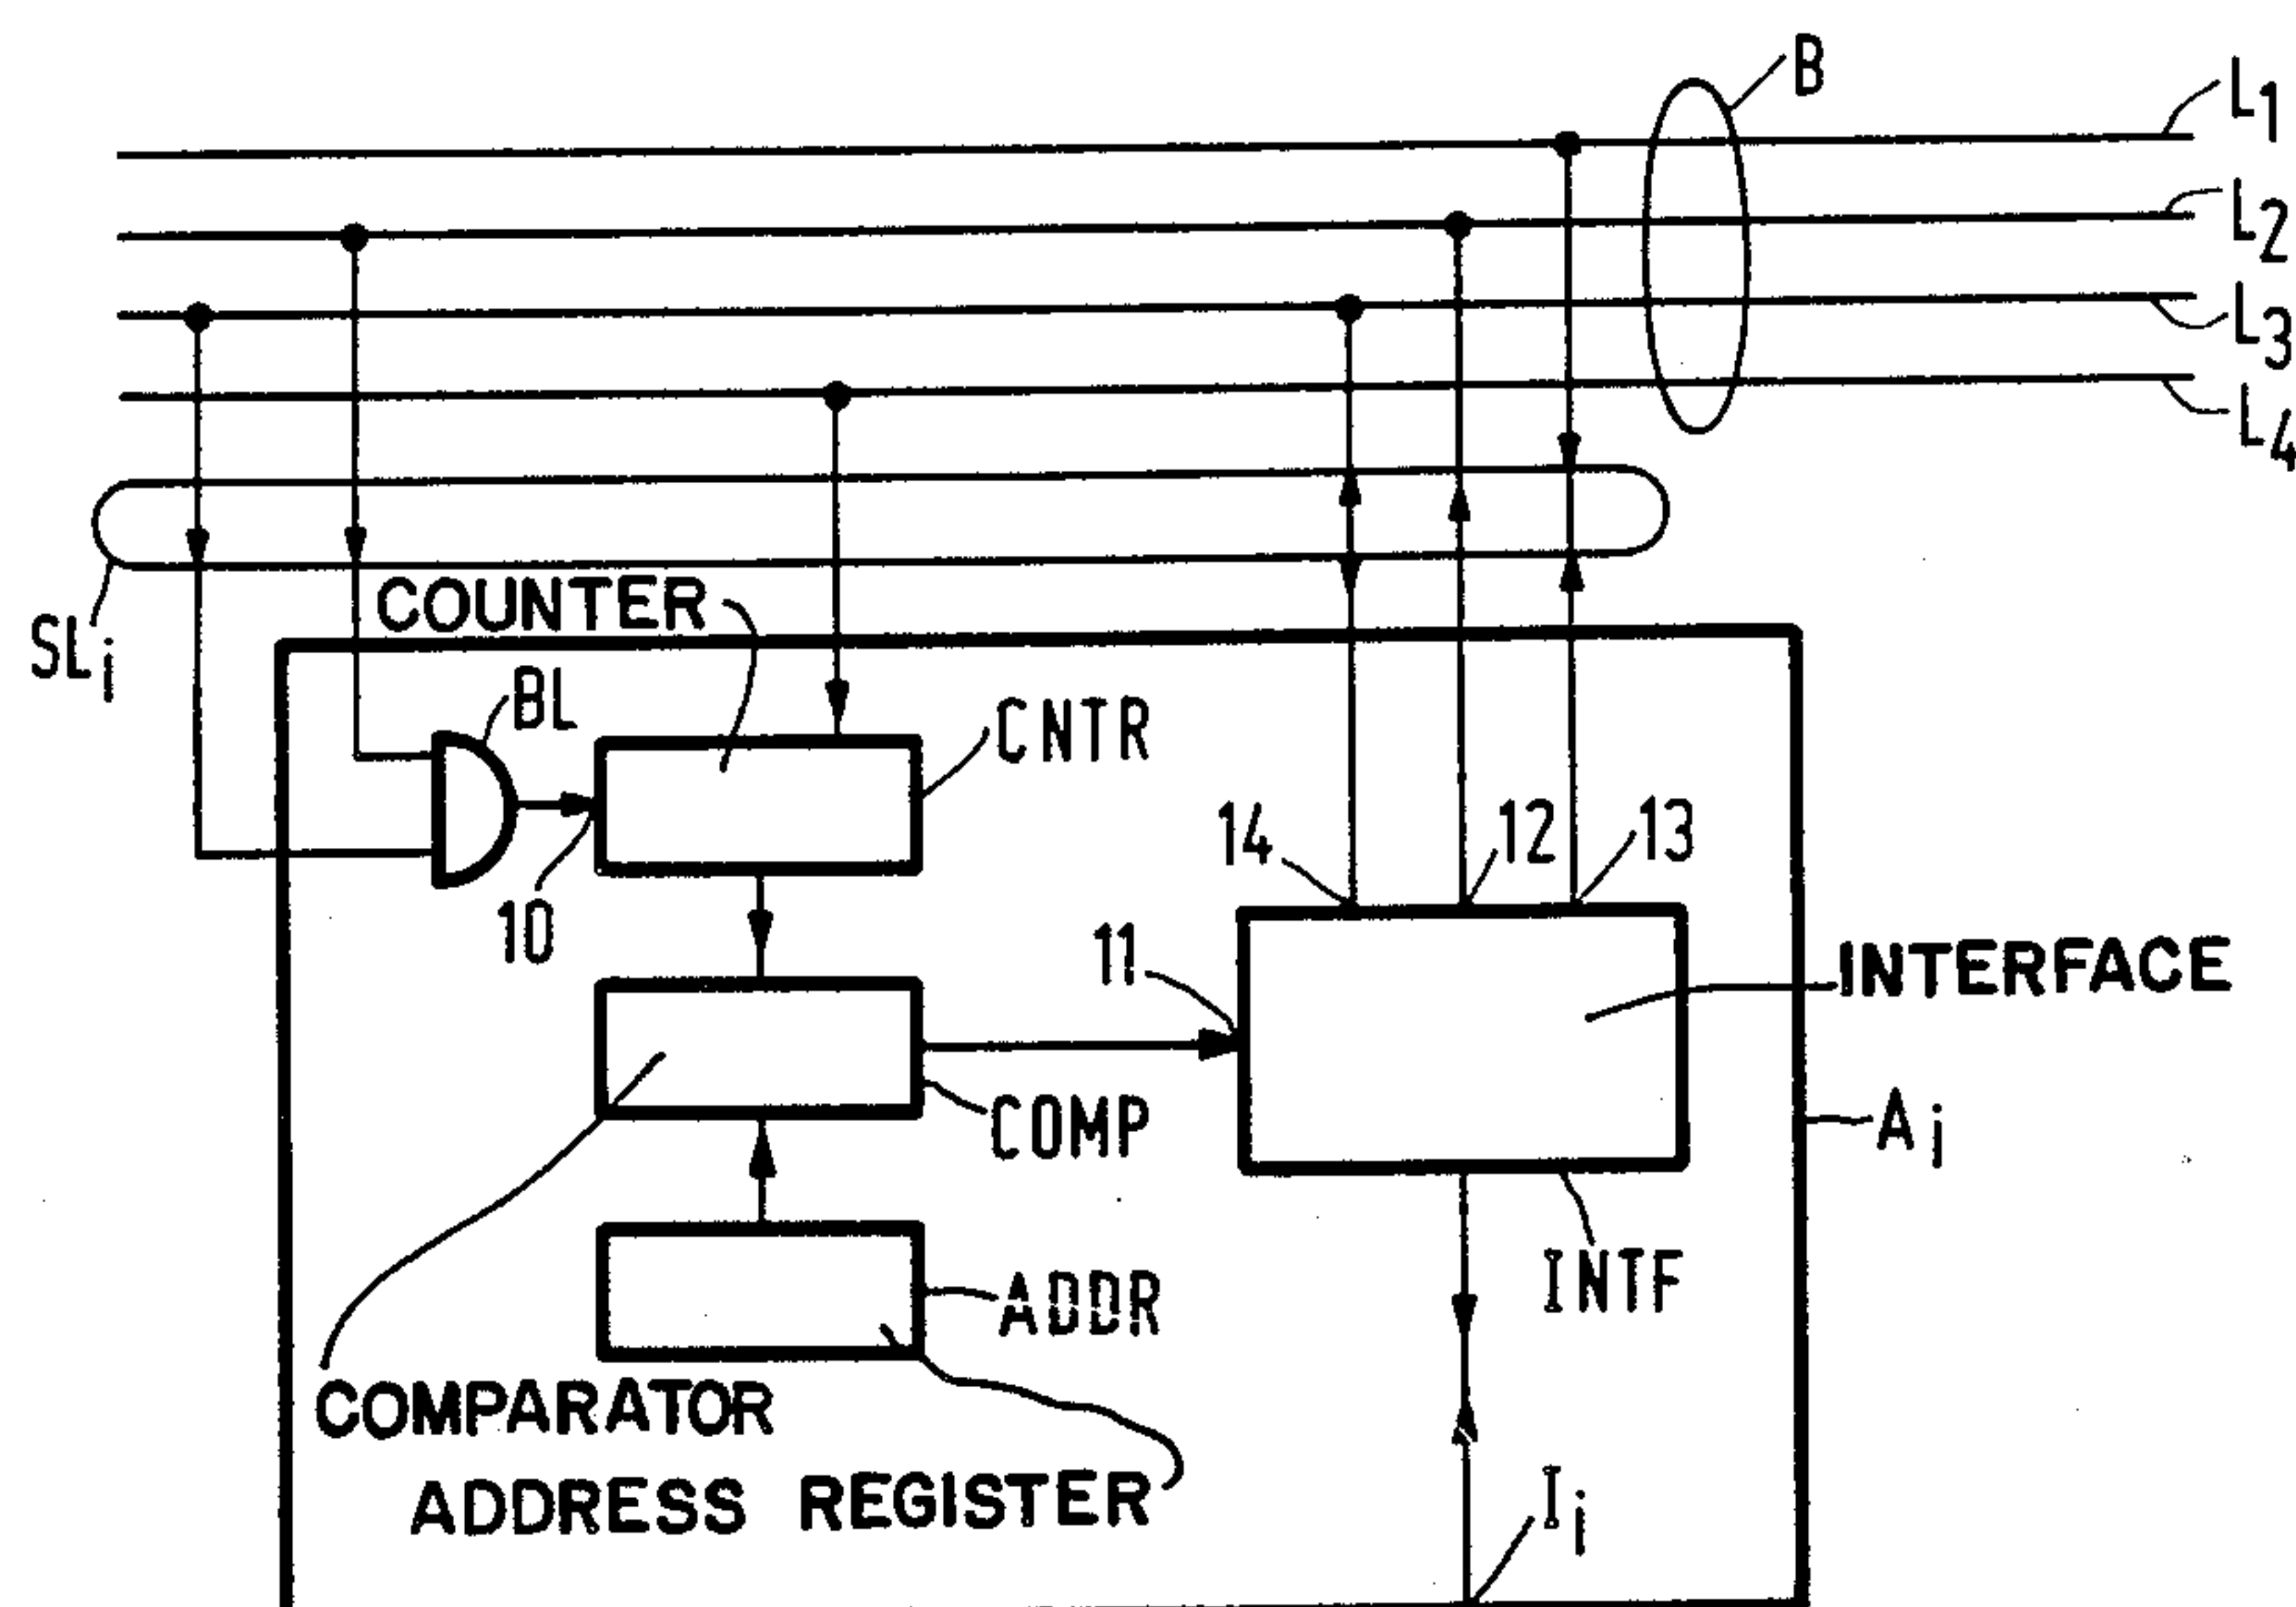 B
L1
L2
L3
L4
SLi
COUNTER
BL
CNTR
10
14
12
13
11
INTERFACE
COMP
Ai
ADDR
INTF
COMPARATOR
ADDRESS REGISTER
Ii